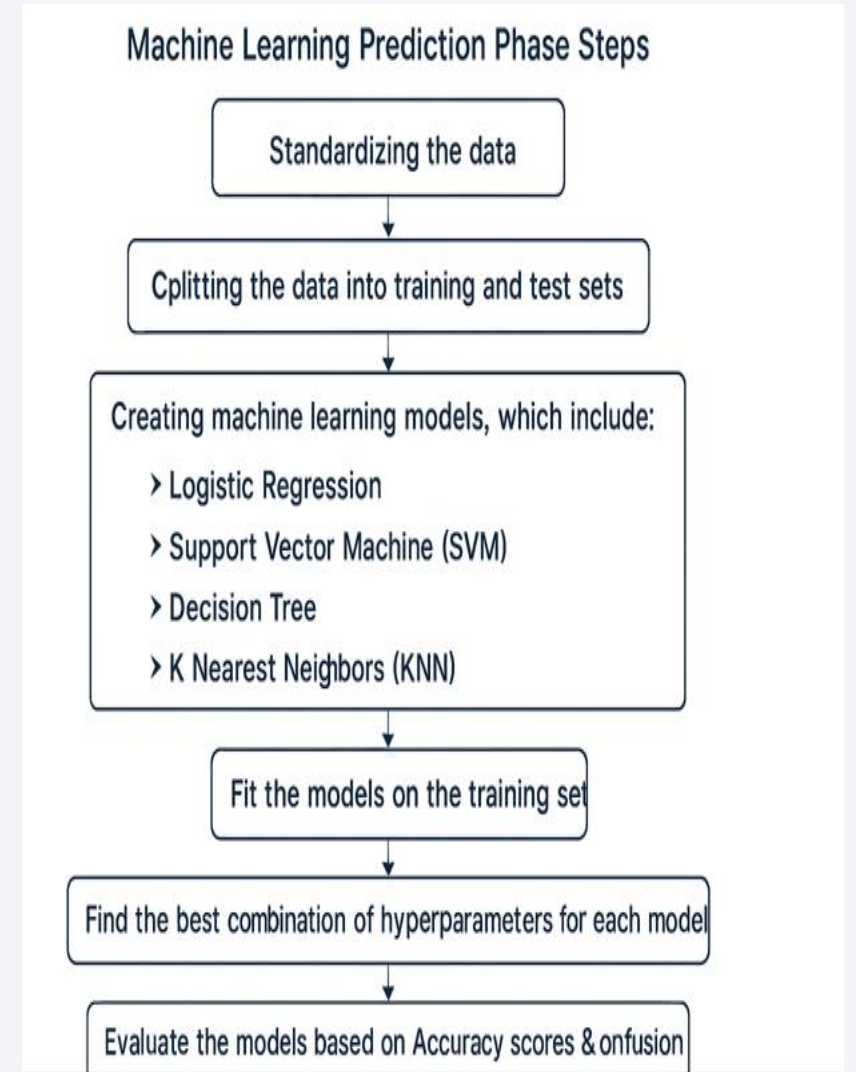 Machine Learning Prediction Phase Steps
Standardizing the data
Cplitting the data into training and test sets
Creating machine learning models, which include:
› Logistic Regression
› Support Vector Machine (SVM)
› Decision Tree
› K Nearest Neighbors (KNN)
Fit the models on the training set
Find the best combination of hyperparameters for each model
Evaluate the models based on Accuracy scores & onfusion